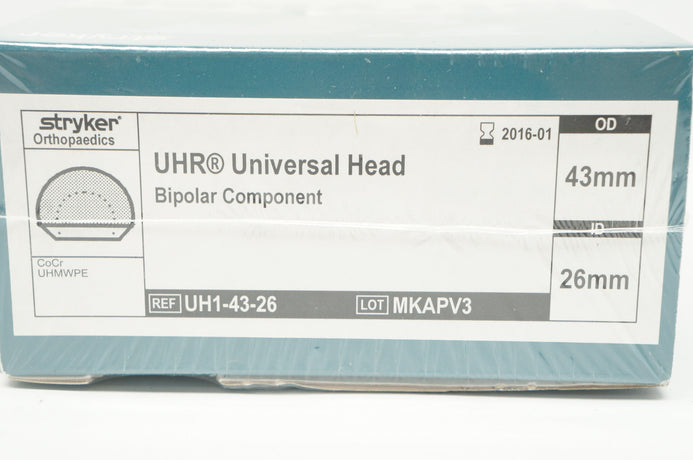 stryker®
Orthopaedics
UHR® Universal Head
Bipolar Component
2016-01
OD
43mm
ID
26mm
CoCr
UHMWPE
REF UH1-43-26
LOT MKAPV3